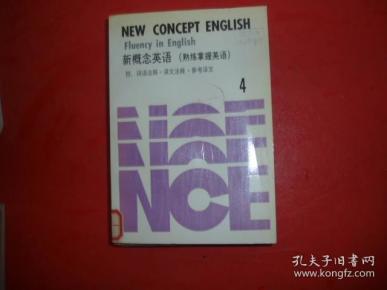 NEW CONCEPT ENGLISH
Fluency in English
新概念英语(熟练掌握英语)
附:词语注释·课文注释·参考译文
4
NCE
NCE
NCE
孔夫子旧书网
www.kongfz.com